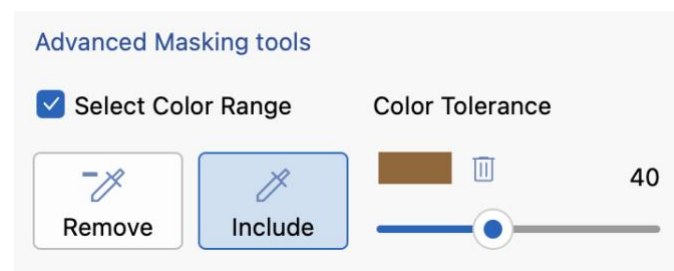 Advanced Masking tools
Select Color Range
Color Tolerance
40
Remove
Include